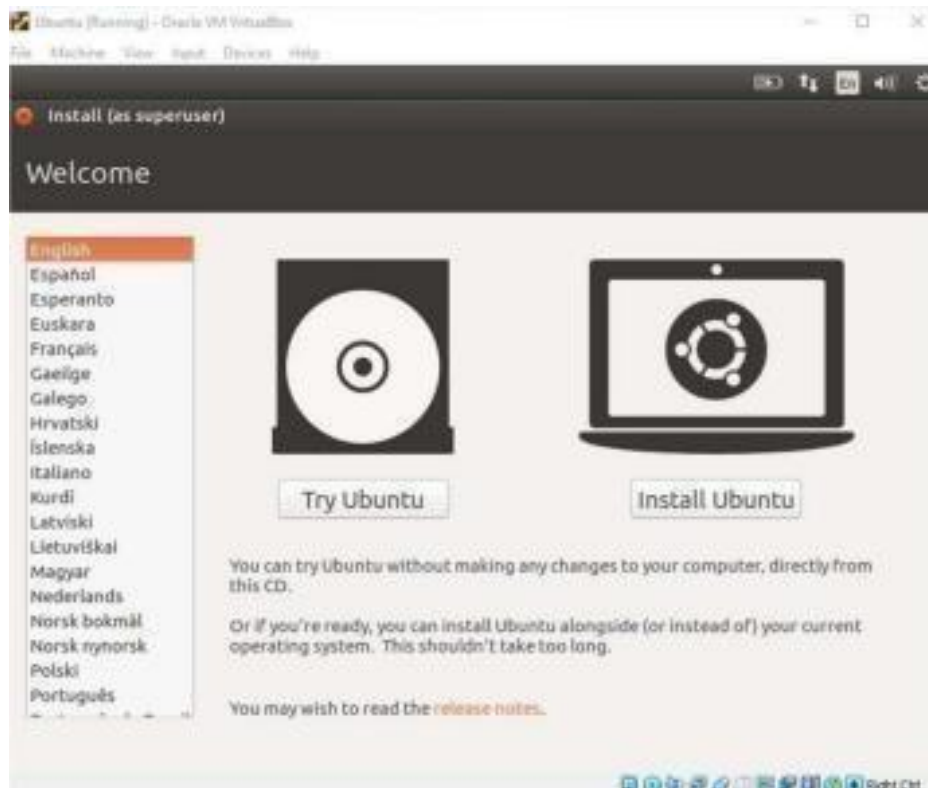 Ubuntu [Running] - Oracle VM VirtualBox
File Machine View Input Devices Help
En
Install (as superuser)
Welcome
English
Español
Esperanto
Euskara
Français
Gaeilge
Galego
Hrvatski
Íslenska
Italiano
Kurdî
Latviski
Lietuviškai
Magyar
Nederlands
Norsk bokmål
Norsk nynorsk
Polski
Português
Try Ubuntu
Install Ubuntu
You can try Ubuntu without making any changes to your computer, directly from
this CD.
Or if you're ready, you can install Ubuntu alongside (or instead of) your current
operating system. This shouldn't take too long.
You may wish to read the release notes.
Right Ctrl